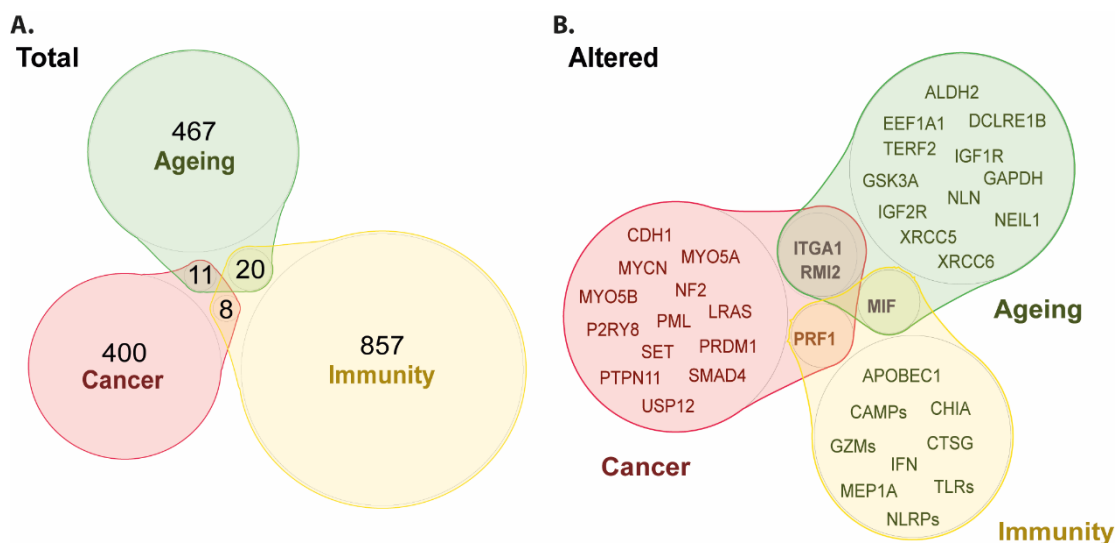 A.
Total
467
Ageing
11
20
8
400
Cancer
857
Immunity
B.
Altered
ALDH2
EEF1A1
DCLRE1B
TERF2
IGF1R
GSK3A
GAPDH
NLN
IGF2R
NEIL1
XRCC5
XRCC6
Ageing
ITGA1
RMI2
MIF
PRF1
CDH1
MYO5A
MYCN
NF2
MYO5B
LRAS
P2RY8
PML
SET
PRDM1
PTPN11
SMAD4
USP12
Cancer
APOBEC1
CAMPs
CHIA
GZMs
CTSG
IFN
MEP1A
TLRs
NLRPs
Immunity